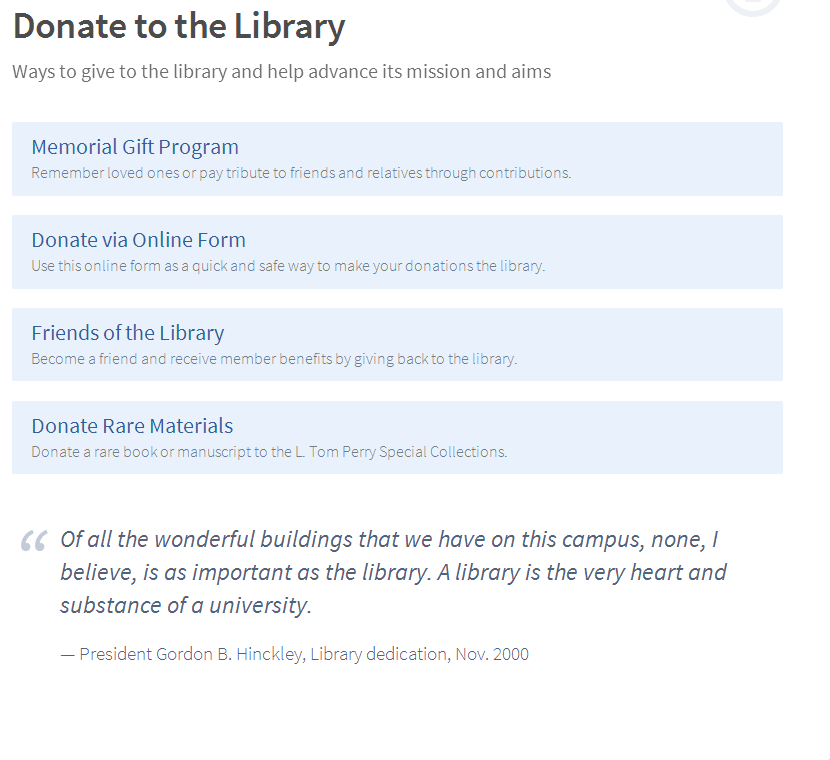 Donate to the Library
Ways to give to the library and help advance its mission and aims
Memorial Gift Program
Remember loved ones or pay tribute to friends and relatives through contributions.
Donate via Online Form
Use this online form as a quick and safe way to make your donations the library.
Friends of the Library
Become a friend and receive member benefits by giving back to the library.
Donate Rare Materials
Donate a rare book or manuscript to the L. Tom Perry Special Collections.
“ Of all the wonderful buildings that we have on this campus, none, I
believe, is as important as the library. A library is the very heart and
substance of a university.
— President Gordon B. Hinckley, Library dedication, Nov. 2000